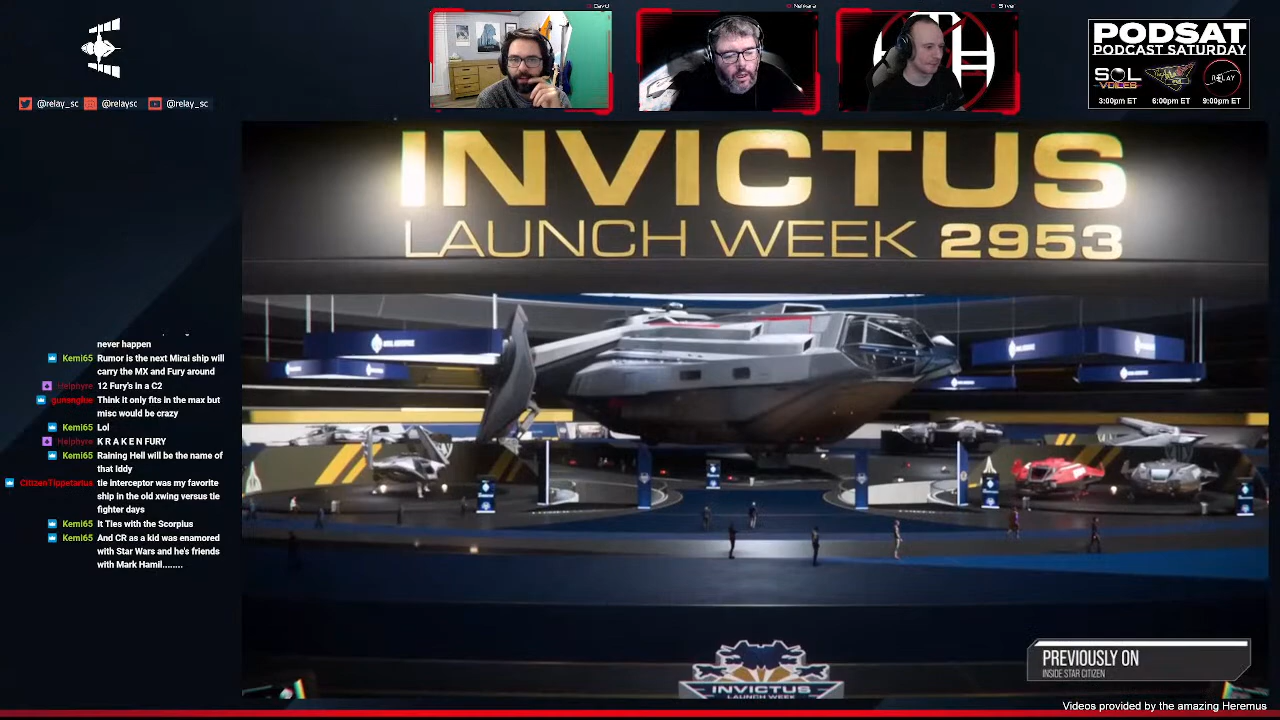 DavO
PODSAT
PODCAST SATURDAY
SOL
VOICES
RELAY
3:00pm ET 6:00pm ET 9:00pm ET
@relay_sc @relaysc @relay_sc
INVICTUS
LAUNCH WEEK 2953
never happen
Kemi65 Rumor is the next Mirai ship will
carry the MX and Fury around
Helphyre 12 Fury's in a C2
Think it only fits in the max but
misc would be crazy
Kemi65 Lol
Helphyre K R A K E N FURY
Kemi65 Raining Hell will be the name of
that Iddy
CitizenTippetarius tie interceptor was my favorite
ship in the old xwing versus tie
fighter days
Kemi65 It Ties with the Scorpius
Kemi65 And CR as a kid was enamored
with Star Wars and he's friends
with Mark Hamil........
PREVIOUSLY ON
INSIDE STAR CITIZEN
INVICTUS
LAUNCH WEEK
Videos provided by the amazing Heremus